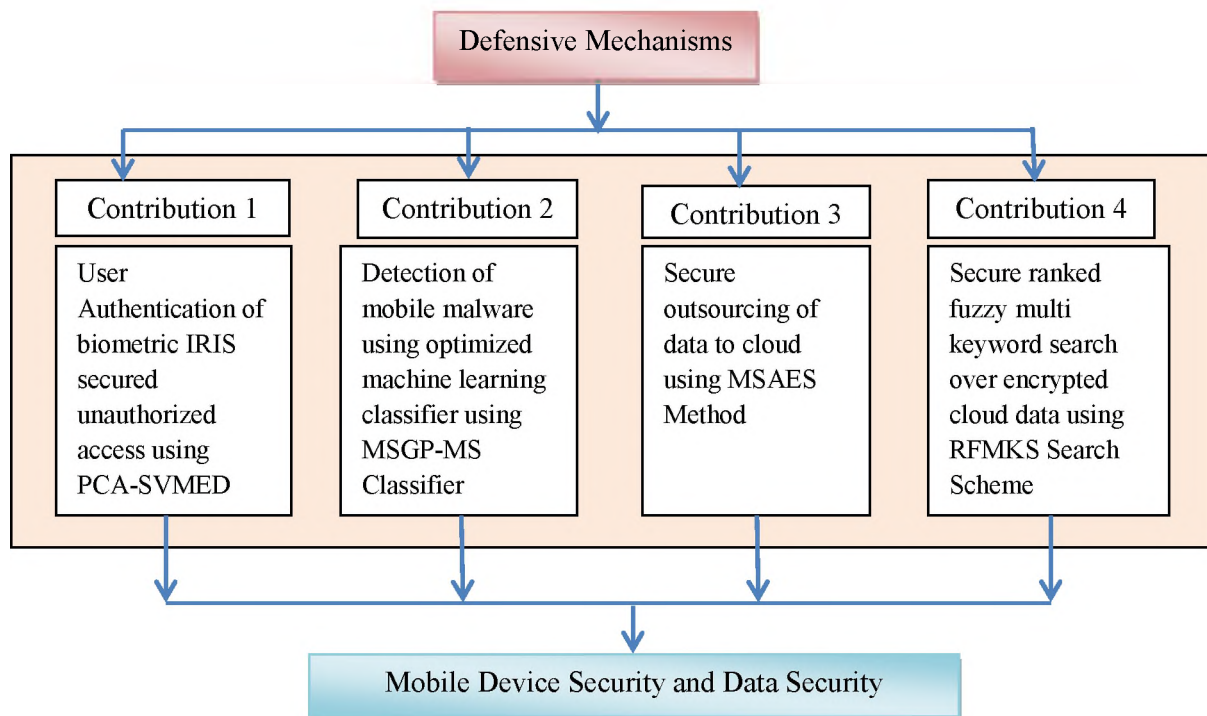 Defensive Mechanisms
Contribution 1
User
Authentication of
biometric IRIS
secured
unauthorized
access using
PCA-SVMED
Contribution 2
Detection of
mobile malware
using optimized
machine learning
classifier using
MSGP-MS
Classifier
Contribution 3
Secure
outsourcing of
data to cloud
using MSAES
Method
Contribution 4
Secure ranked
fuzzy multi
keyword search
over encrypted
cloud data using
RFMKS Search
Scheme
Mobile Device Security and Data Security